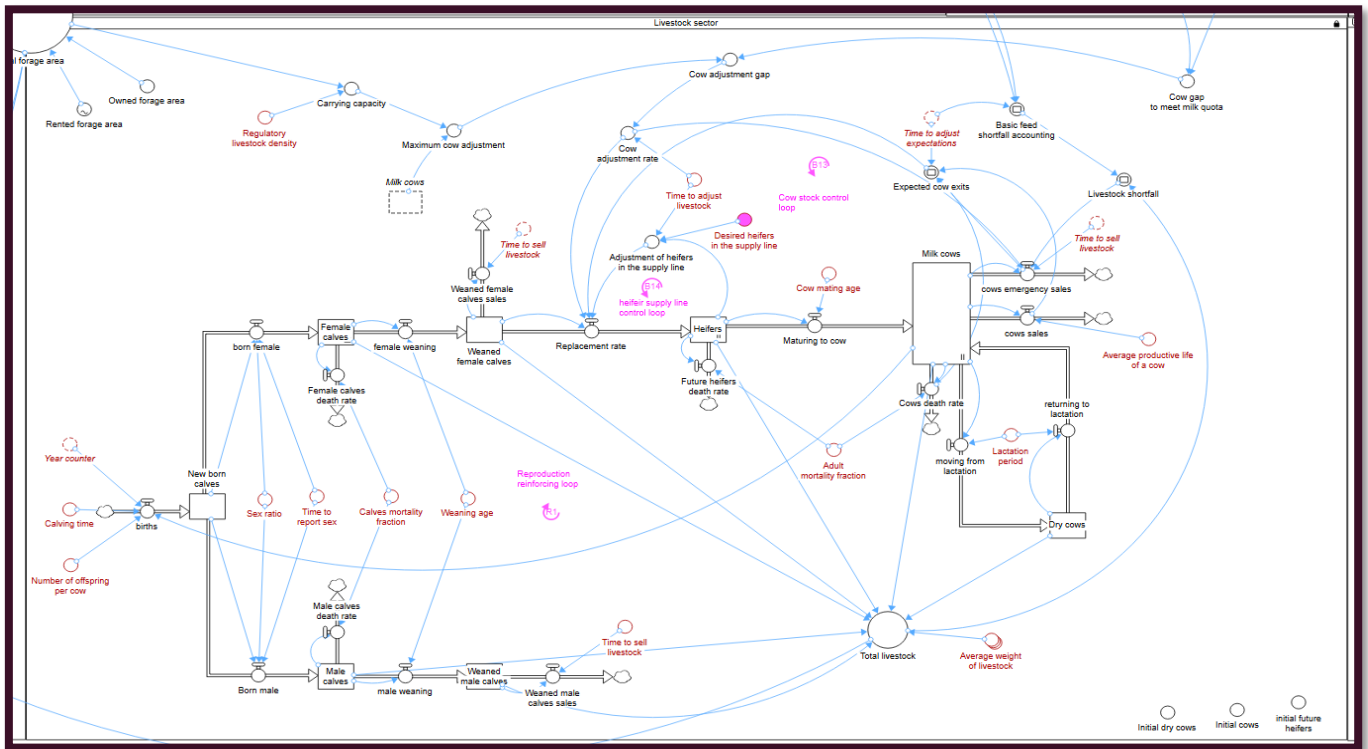 Livestock sector
l forage area
Owned forage area
Rented forage area
Regulatory
livestock density
Carrying capacity
Maximum cow adjustment
Milk cows
Cow adjustment gap
Cow
adjustment rate
Time to adjust
livestock
B13
Cow stock control
loop
Desired heifers
in the supply line
Adjustment of heifers
in the supply line
B14
heifeir supply line
control loop
Time to adjust
expectations
Basic feed
shortfall accounting
Cow gap
to meet milk quota
Expected cow exits
Livestock shortfall
Time to sell
livestock
Time to sell
livestock
Weaned female
calves sales
Cow mating age
Milk cows
cows emergency sales
cows sales
Average productive life
of a cow
born female
Female
calves
female weaning
Weaned
female calves
Replacement rate
Heifers
Maturing to cow
Female calves
death rate
Future heifers
death rate
Cows death rate
returning to
lactation
moving from
lactation
Lactation
period
Adult
mortality fraction
Dry cows
Year counter
New born
calves
Calving time
births
Number of offspring
per cow
Sex ratio
Time to
report sex
Calves mortality
fraction
Weaning age
Reproduction
reinforcing loop
R1
Male calves
death rate
Born male
Male
calves
male weaning
Weaned
male calves
Weaned male
calves sales
Time to sell
livestock
Total livestock
Average weight
of livestock
Initial dry cows
Initial cows
initial future
heifers